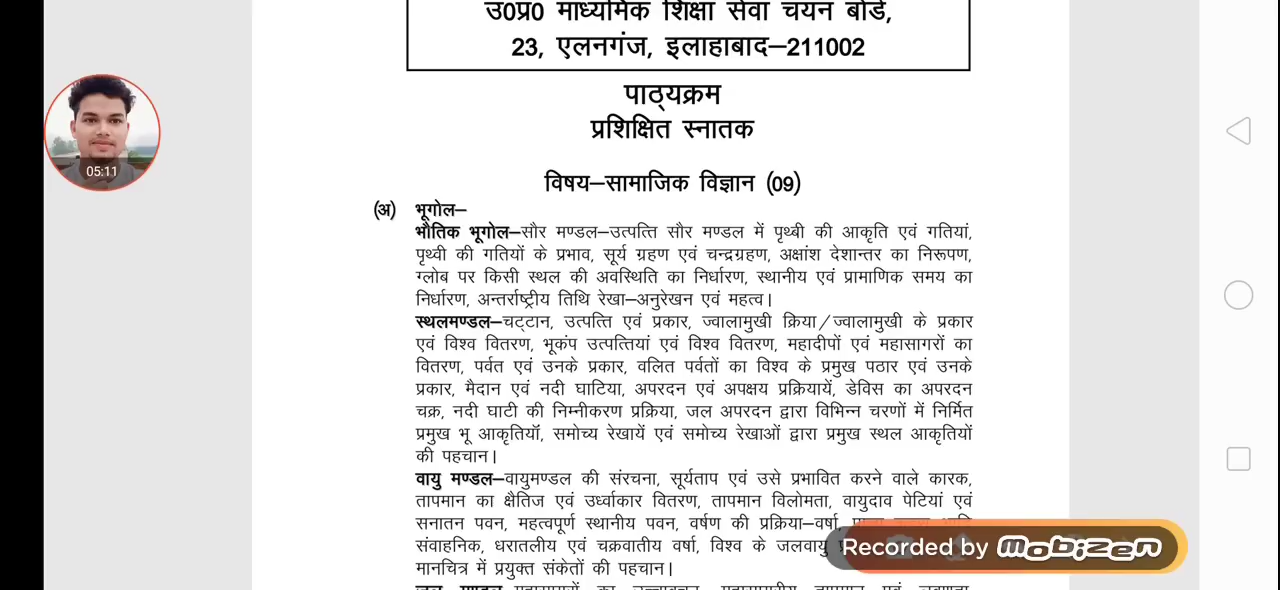 उ0प्र0 माध्यमिक शिक्षा सेवा चयन बोर्ड,
23, एलनगंज, इलाहाबाद–211002
पाठ्यक्रम
प्रशिक्षित स्नातक
विषय–सामाजिक विज्ञान (09)
(अ) भूगोल–
भौतिक भूगोल–सौर मण्डल–उत्पत्ति सौर मण्डल में पृथ्बी की आकृति एवं गतियां,
पृथ्वी की गतियों के प्रभाव, सूर्य ग्रहण एवं चन्द्रग्रहण, अक्षांश देशान्तर का निरूपण,
ग्लोब पर किसी स्थल की अवस्थिति का निर्धारण, स्थानीय एवं प्रामाणिक समय का
निर्धारण, अन्तर्राष्ट्रीय तिथि रेखा–अनुरेखन एवं महत्व।
स्थलमण्डल–चट्टान, उत्पत्ति एवं प्रकार, ज्वालामुखी क्रिया/ज्वालामुखी के प्रकार
एवं विश्व वितरण, भूकंप उत्पत्तियां एवं विश्व वितरण, महादीपों एवं महासागरों का
वितरण, पर्वत एवं उनके प्रकार, वलित पर्वतों का विश्व के प्रमुख पठार एवं उनके
प्रकार, मैदान एवं नदी घाटिया, अपरदन एवं अपक्षय प्रक्रियायें, डेविस का अपरदन
चक्र, नदी घाटी की निम्नीकरण प्रक्रिया, जल अपरदन द्वारा विभिन्न चरणों में निर्मित
प्रमुख भू आकृतियॉ, समोच्य रेखायें एवं समोच्य रेखाओं द्वारा प्रमुख स्थल आकृतियों
की पहचान।
वायु मण्डल–वायुमण्डल की संरचना, सूर्यताप एवं उसे प्रभावित करने वाले कारक,
तापमान का क्षैतिज एवं उर्ध्वाकार वितरण, तापमान विलोमता, वायुदाव पेटियां एवं
सनातन पवन, महत्वपूर्ण स्थानीय पवन, वर्षण की प्रक्रिया–वर्षा,
संवाहनिक, धरातलीय एवं चक्रवातीय वर्षा, विश्व के जलवायु
मानचित्र में प्रयुक्त संकेतों की पहचान।
05:11
Recorded by mobizen